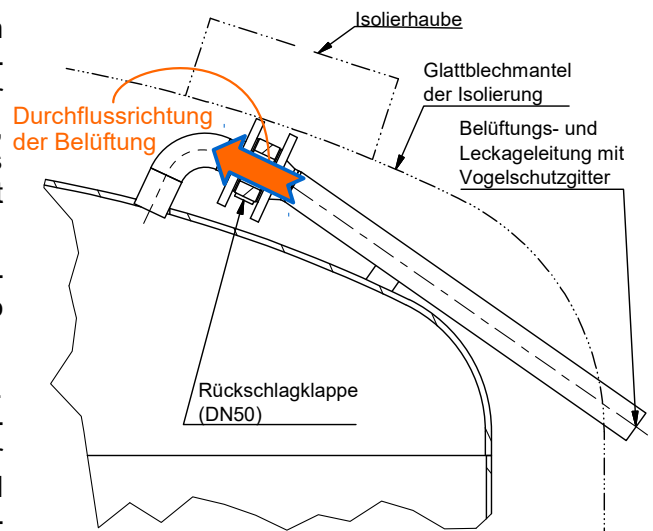 Isolierhaube
Glattblechmantel
der Isolierung
Durchflussrichtung
der Belüftung
Belüftungs- und
Leckageleitung mit
Vogelschutzgitter
Rückschlagklappe
(DN50)